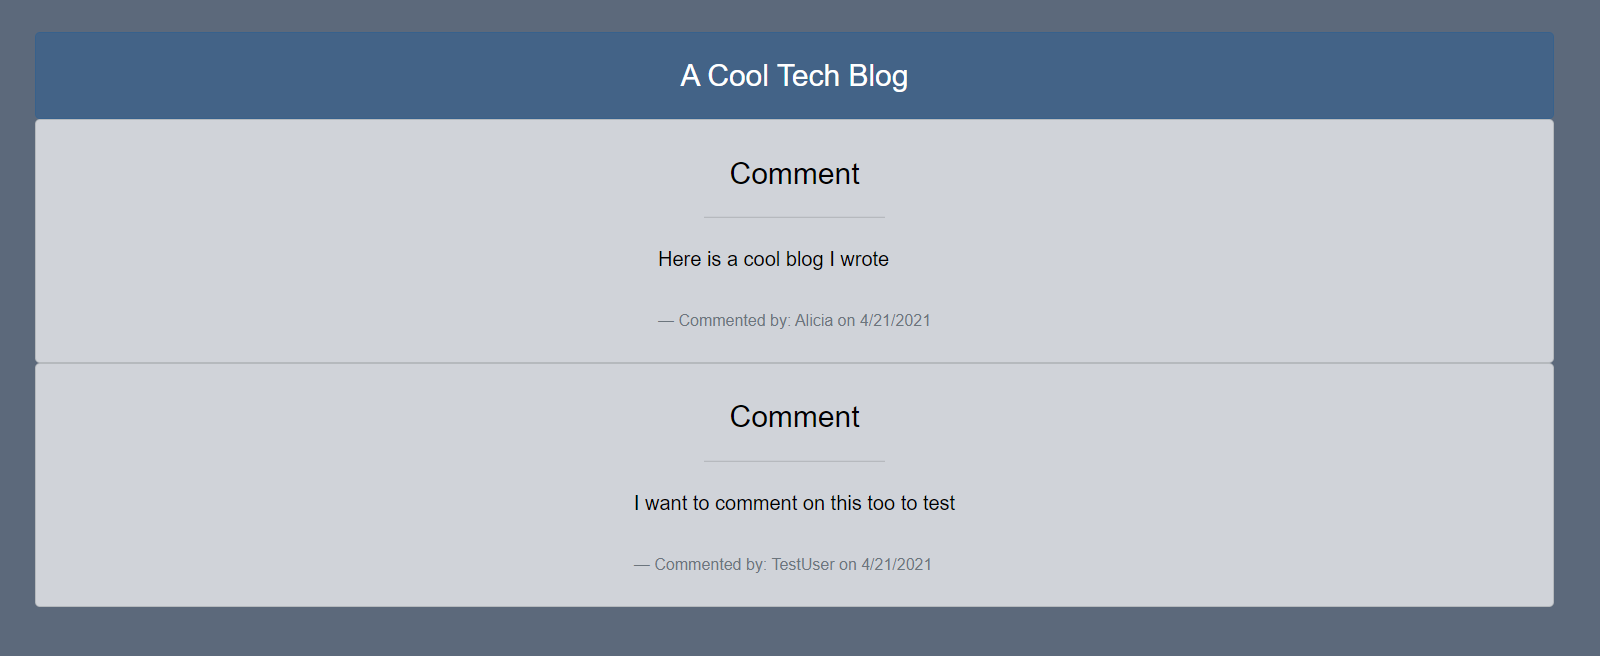 A Cool Tech Blog
Comment
Here is a cool blog I wrote
— Commented by: Alicia on 4/21/2021
Comment
I want to comment on this too to test
— Commented by: TestUser on 4/21/2021